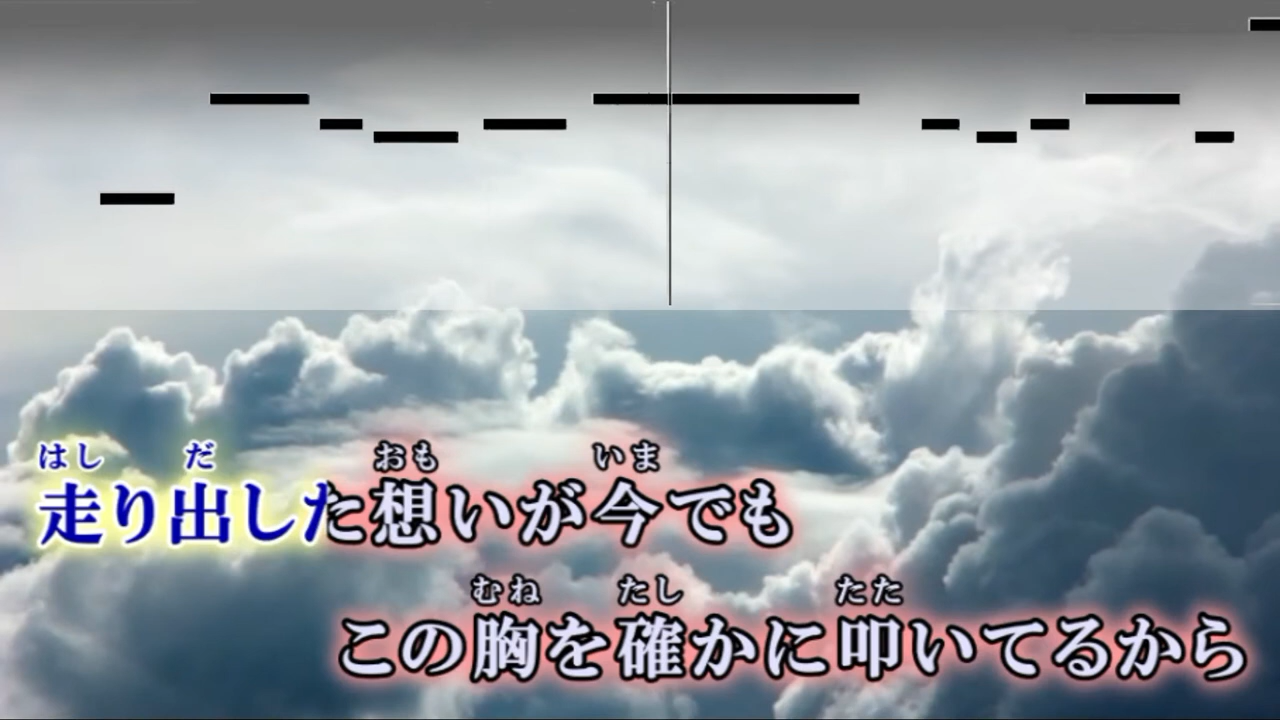 はし だ おも いま
走り出した想いが今でも
むね たし たた
この胸を確かに叩いてるから